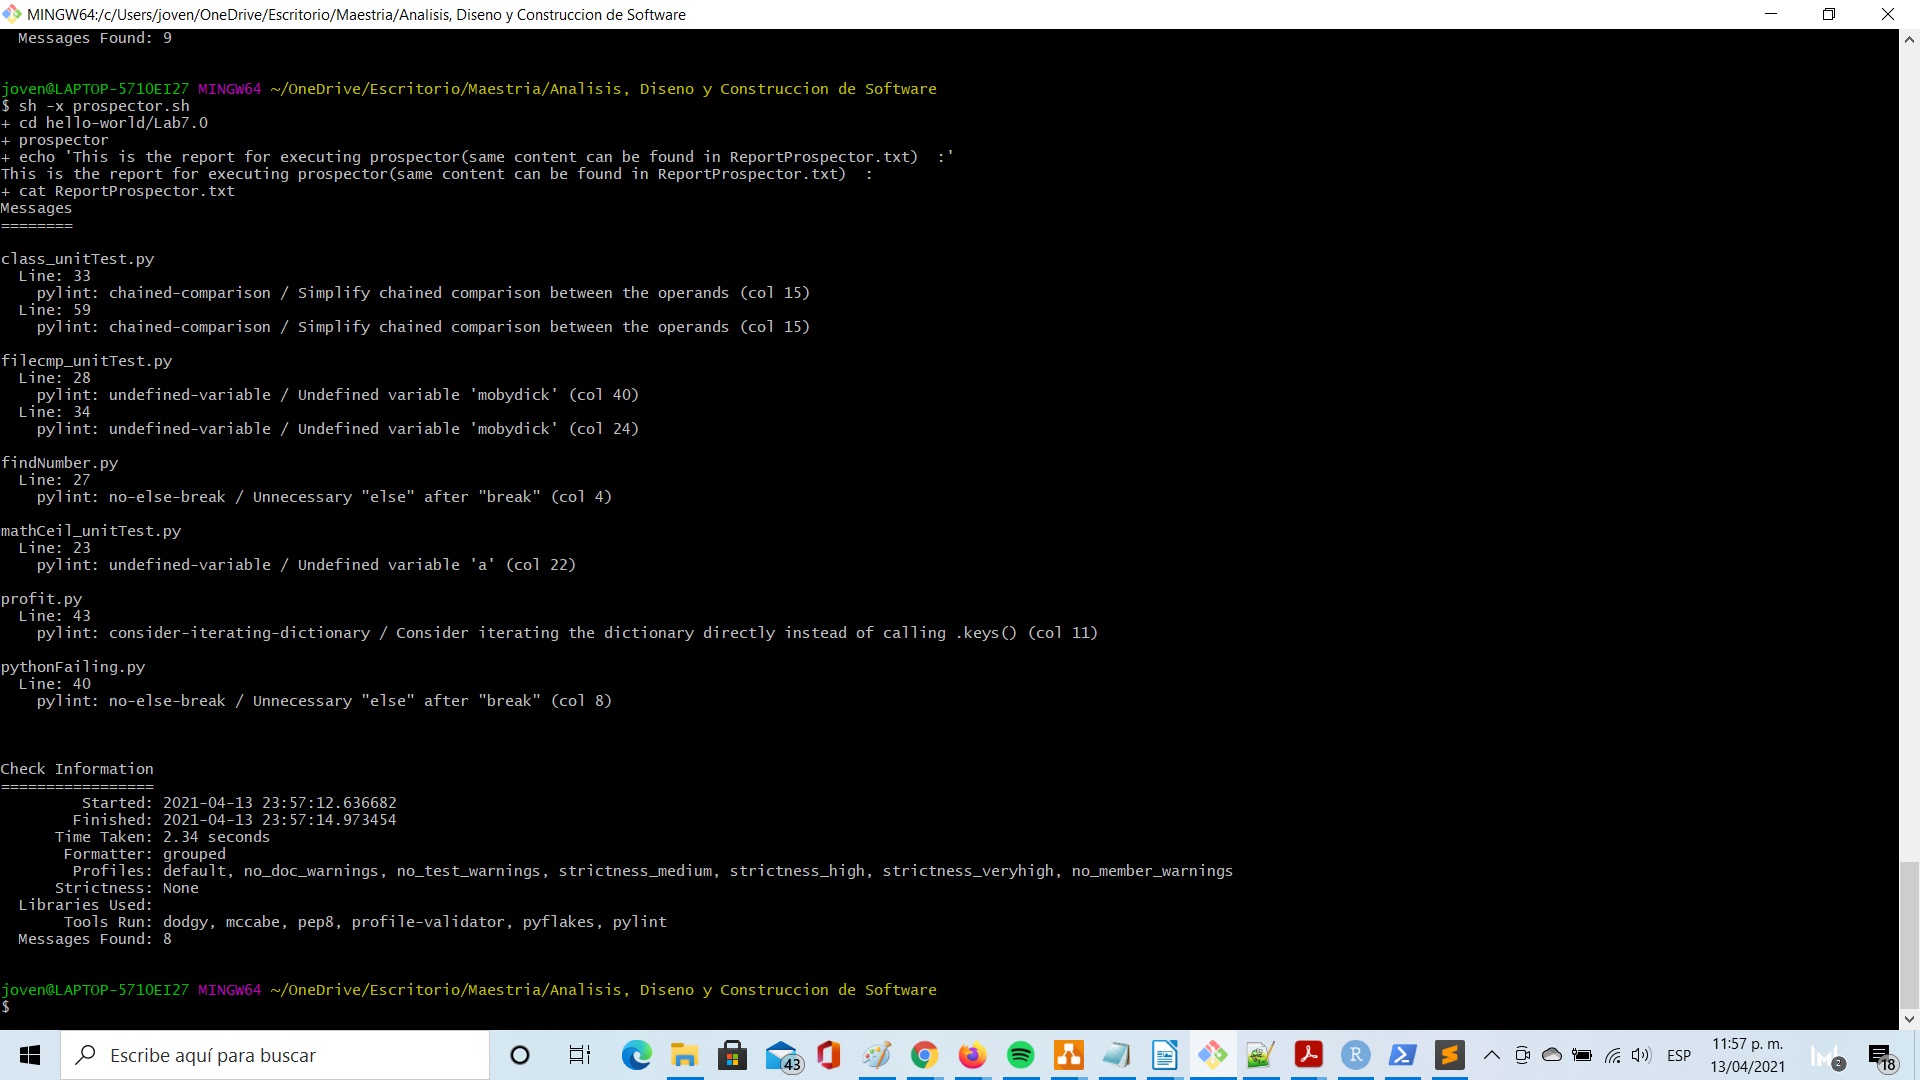 MINGW64:/c/Users/joven/OneDrive/Escritorio/Maestria/Analisis, Diseno y Construccion de Software
Messages Found: 9
joven@LAPTOP-571OEI27 MINGW64 ~/OneDrive/Escritorio/Maestria/Analisis, Diseno y Construccion de Software
$ sh -x prospector.sh
+ cd hello-world/Lab7.0
+ prospector
+ echo 'This is the report for executing prospector(same content can be found in ReportProspector.txt)  :'
This is the report for executing prospector(same content can be found in ReportProspector.txt)  :
+ cat ReportProspector.txt
Messages
========
class_unitTest.py
Line: 33
pylint: chained-comparison / Simplify chained comparison between the operands (col 15)
Line: 59
pylint: chained-comparison / Simplify chained comparison between the operands (col 15)
filecmp_unitTest.py
Line: 28
pylint: undefined-variable / Undefined variable 'mobydick' (col 40)
Line: 34
pylint: undefined-variable / Undefined variable 'mobydick' (col 24)
findNumber.py
Line: 27
pylint: no-else-break / Unnecessary "else" after "break" (col 4)
mathCeil_unitTest.py
Line: 23
pylint: undefined-variable / Undefined variable 'a' (col 22)
profit.py
Line: 43
pylint: consider-iterating-dictionary / Consider iterating the dictionary directly instead of calling .keys() (col 11)
pythonFailing.py
Line: 40
pylint: no-else-break / Unnecessary "else" after "break" (col 8)
Check Information
=================
Started: 2021-04-13 23:57:12.636682
Finished: 2021-04-13 23:57:14.973454
Time Taken: 2.34 seconds
Formatter: grouped
Profiles: default, no_doc_warnings, no_test_warnings, strictness_medium, strictness_high, strictness_veryhigh, no_member_warnings
Strictness: None
Libraries Used:
Tools Run: dodgy, mccabe, pep8, profile-validator, pyflakes, pylint
Messages Found: 8
joven@LAPTOP-571OEI27 MINGW64 ~/OneDrive/Escritorio/Maestria/Analisis, Diseno y Construccion de Software
$
Escribe aquí para buscar
43
ESP
11:57 p. m.
13/04/2021
2
18